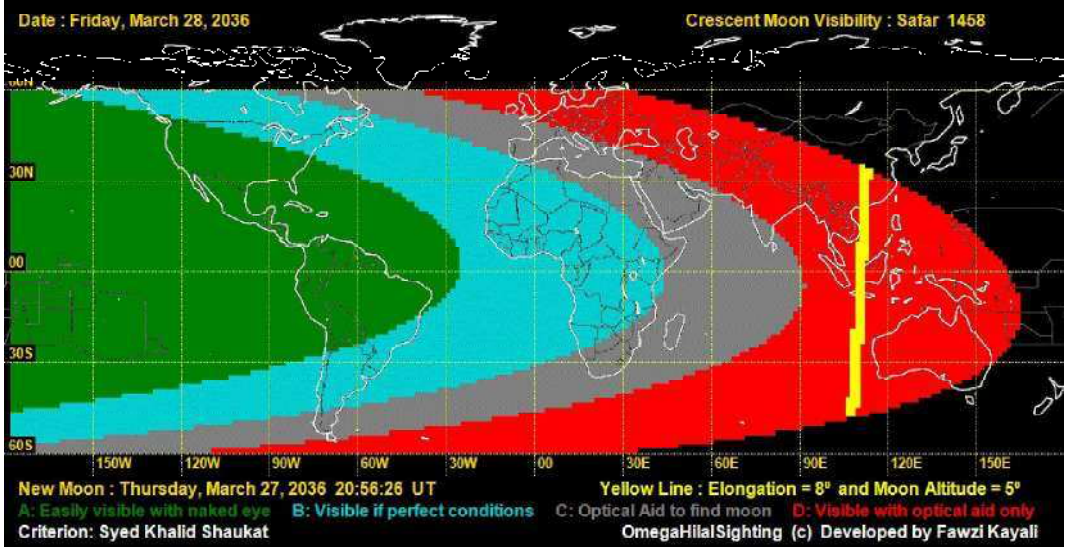 Date : Friday, March 28, 2036
Crescent Moon Visibility : Safar 1458
60N
30N
00
30S
60S
150W 120W 90W 60W 30W 00 30E 60E 90E 120E 150E
New Moon : Thursday, March 27, 2036 20:56:26 UT
Yellow Line : Elongation = 8º and Moon Altitude = 5º
A: Easily visible with naked eye B: Visible if perfect conditions C: Optical Aid to find moon D: Visible with optical aid only
Criterion: Syed Khalid Shaukat
OmegaHilalSighting (c) Developed by Fawzi Kayali